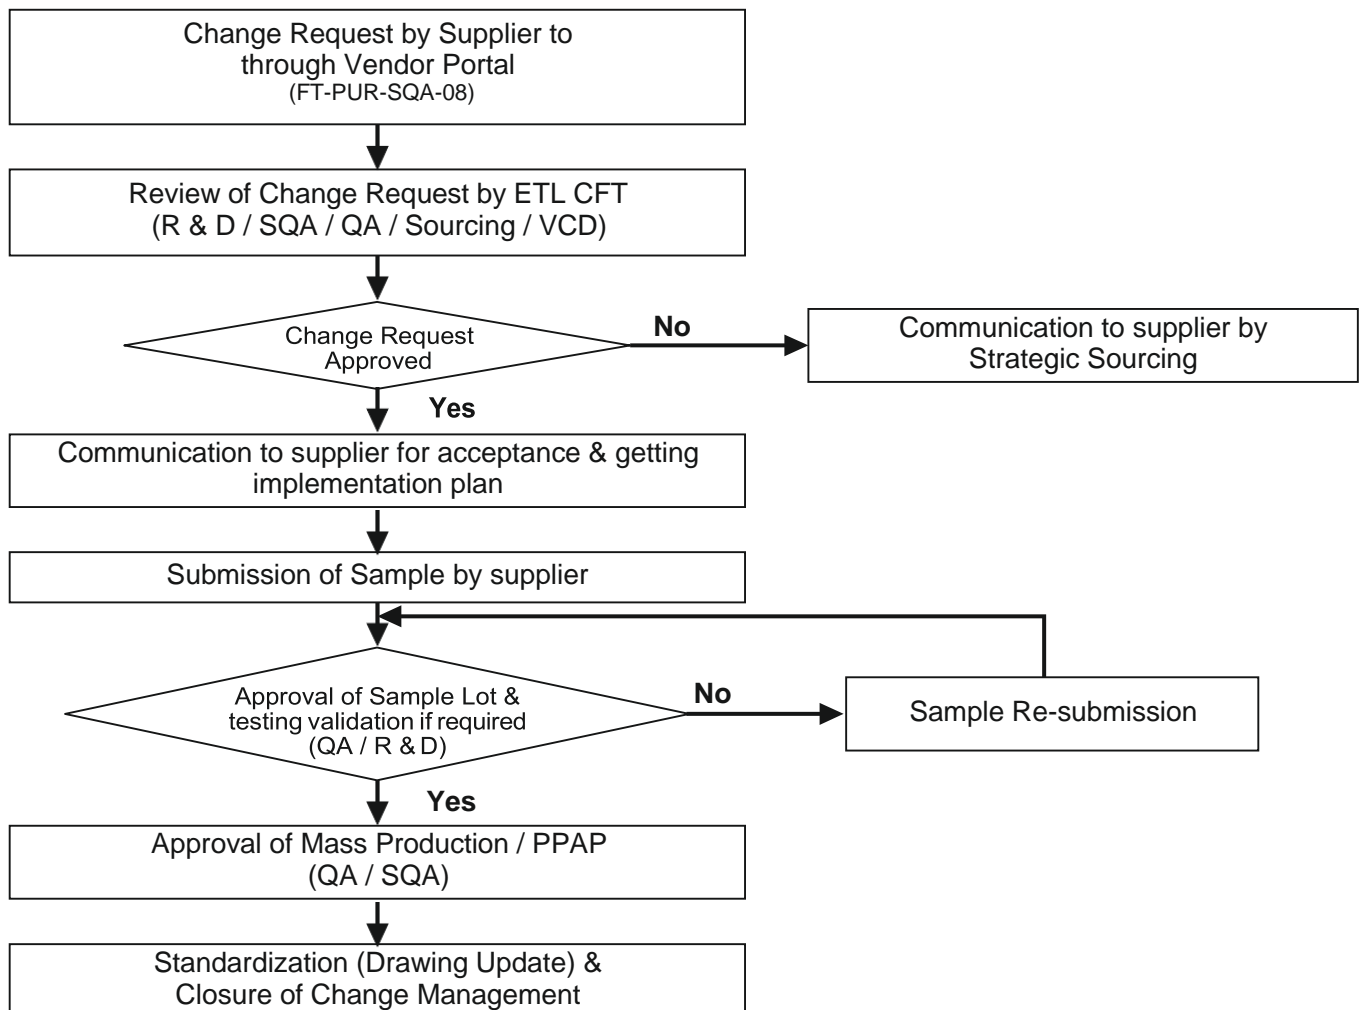 Change Request by Supplier to
through Vendor Portal
(FT-PUR-SQA-08)
Review of Change Request by ETL CFT
(R & D / SQA / QA / Sourcing / VCD)
Change Request
Approved
No
Communication to supplier by
Strategic Sourcing
Yes
Communication to supplier for acceptance & getting
implementation plan
Submission of Sample by supplier
Approval of Sample Lot &
testing validation if required
(QA / R & D)
No
Sample Re-submission
Yes
Approval of Mass Production / PPAP
(QA / SQA)
Standardization (Drawing Update) &
Closure of Change Management